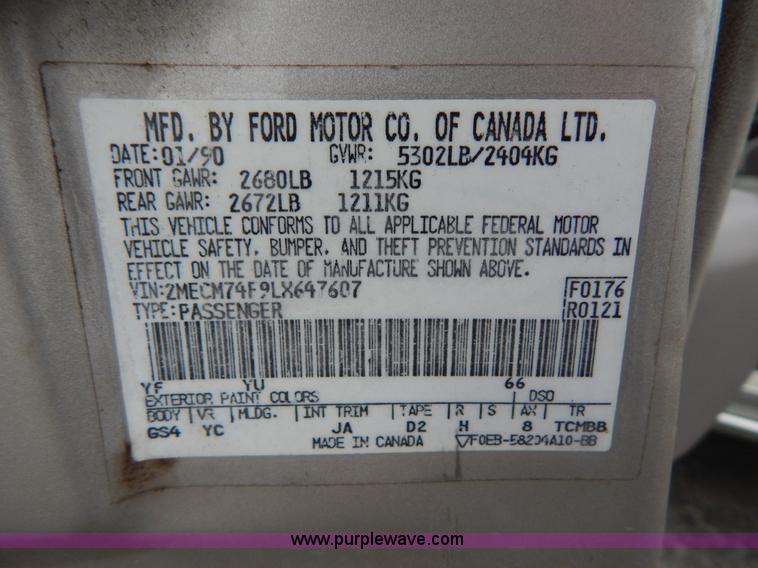 MFD. BY FORD MOTOR CO. OF CANADA LTD.
DATE: 01/90 GVWR: 5302LB/2404KG
FRONT GAWR: 2680LB 1215KG
REAR GAWR: 2672LB 1211KG
THIS VEHICLE CONFORMS TO ALL APPLICABLE FEDERAL MOTOR
VEHICLE SAFETY, BUMPER, AND THEFT PREVENTION STANDARDS IN
EFFECT ON THE DATE OF MANUFACTURE SHOWN ABOVE.
VIN:2MECM74F9LX647607 F0176
TYPE:PASSENGER R0121
YF YU 66
EXTERIOR PAINT COLORS DSO
BODY VR MLDG. INT TRIM TAPE R S AX TR
GS4 YC JA D2 H 8 TCMBB
MADE IN CANADA F0EB-58204A10-BB
www.purplewave.com